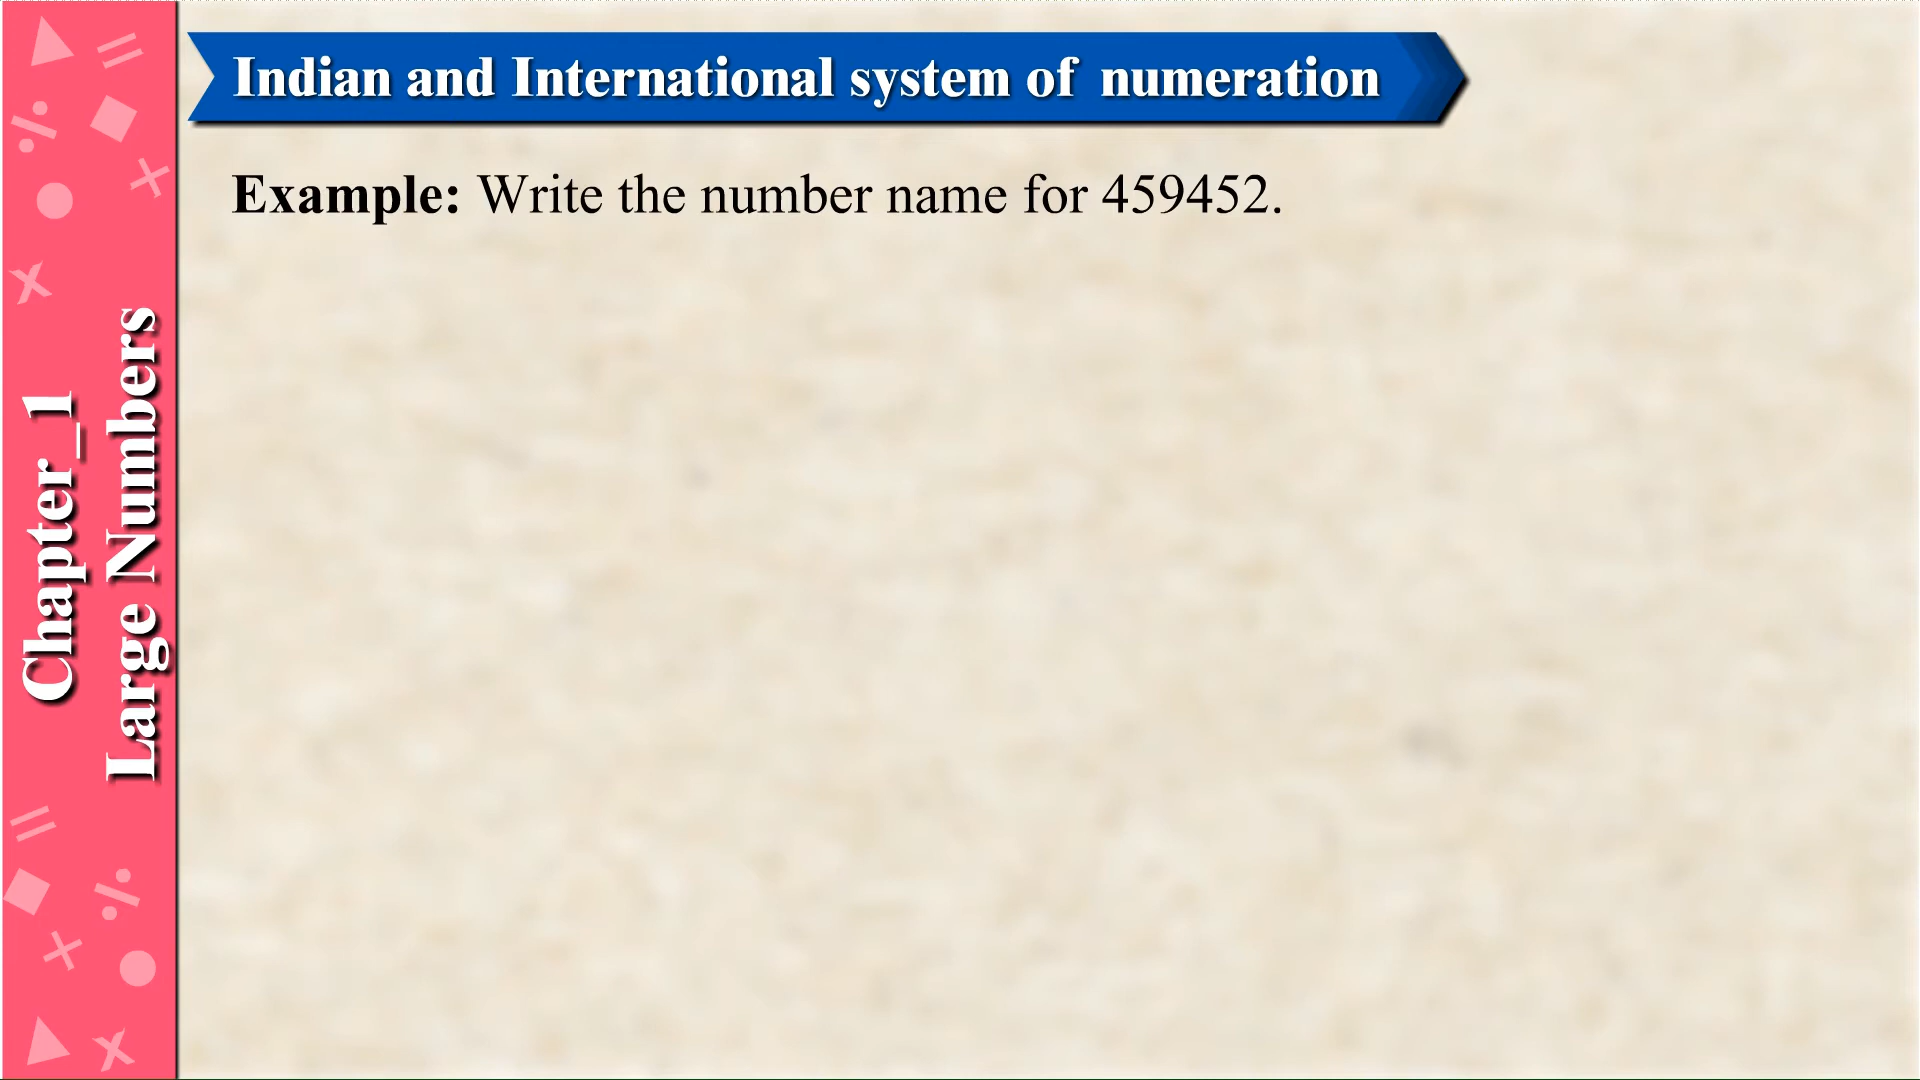 Indian and International system of numeration
Example: Write the number name for 459452.
Chapter_1
Large Numbers